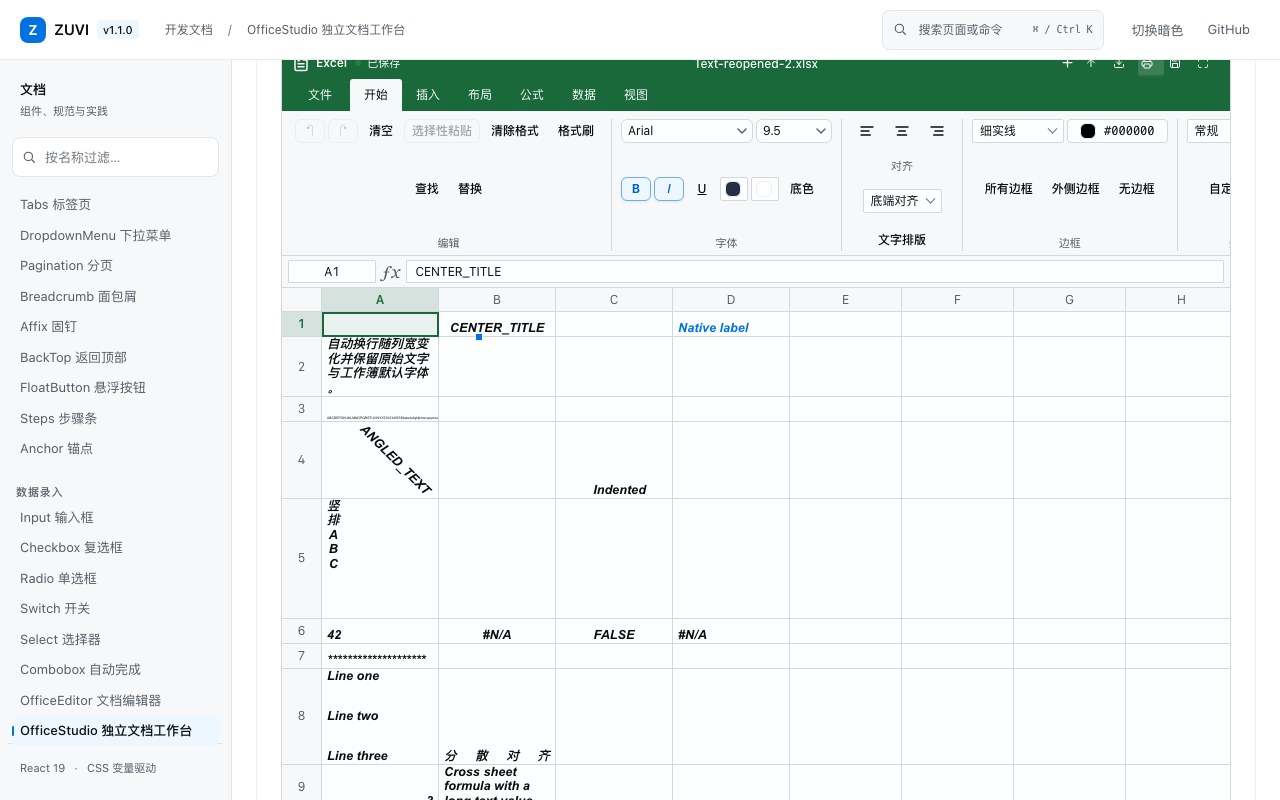 Z ZUVI v1.1.0 开发文档 / OfficeStudio 独立文档工作台 搜索页面或命令 ⌘ / Ctrl K 切换暗色 GitHub
文档
组件、规范与实践
按名称过滤...
Tabs 标签页
DropdownMenu 下拉菜单
Pagination 分页
Breadcrumb 面包屑
Affix 固钉
BackTop 返回顶部
FloatButton 悬浮按钮
Steps 步骤条
Anchor 锚点
数据录入
Input 输入框
Checkbox 复选框
Radio 单选框
Switch 开关
Select 选择器
Combobox 自动完成
OfficeEditor 文档编辑器
OfficeStudio 独立文档工作台
React 19 · CSS 变量驱动
Excel 已保存 Text-reopened-2.xlsx
文件 开始 插入 布局 公式 数据 视图
清空 选择性粘贴 清除格式 格式刷 Arial 9.5 细实线 #000000 常规
对齐
查找 替换 B I U 底色 底端对齐 所有边框 外侧边框 无边框
文字排版
编辑 字体 边框
A1 ƒx CENTER_TITLE
A B C D E F G H
1 CENTER_TITLE Native label
2 自动换行随列宽变
化并保留原始文字
与工作簿默认字体
。
3
4 ANGLED_TEXT Indented
5 竖
排
A
B
C
6 42 #N/A FALSE #N/A
7 ********************
8 Line one
Line two
Line three 分 散 对 齐
9 Cross sheet
formula with a